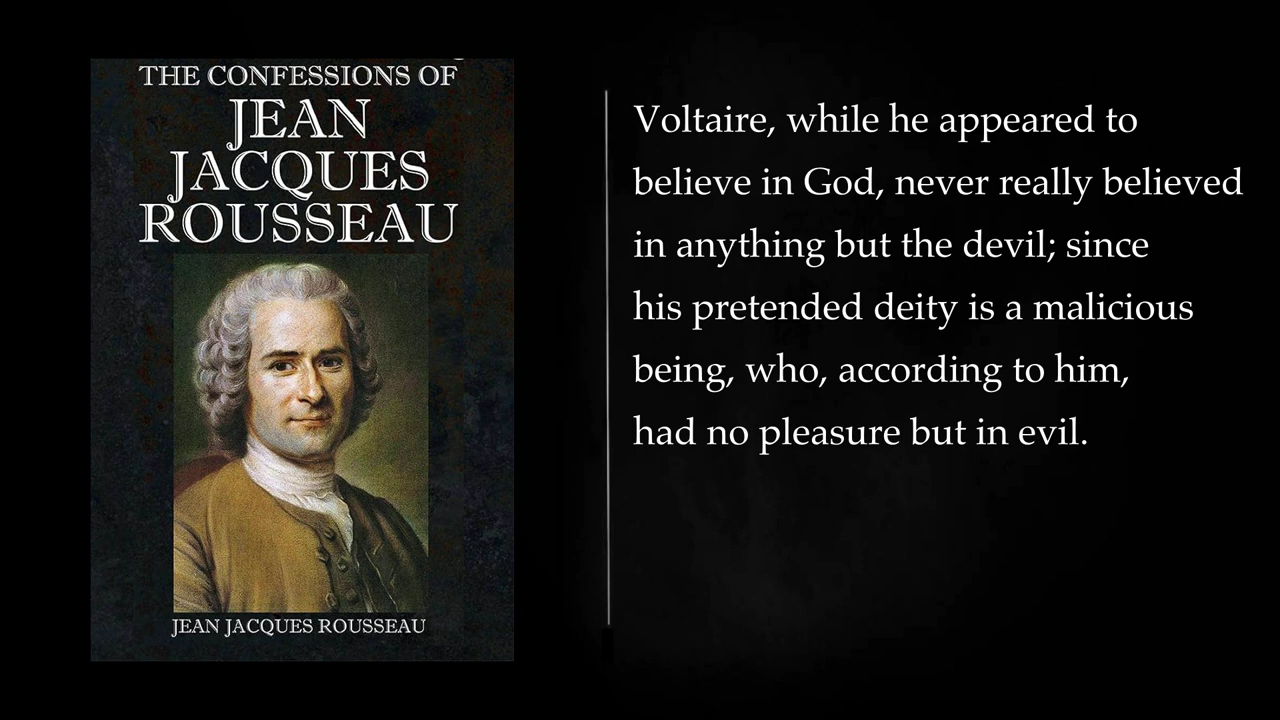 THE CONFESSIONS OF
JEAN
JACQUES
ROUSSEAU
JEAN JACQUES ROUSSEAU
Voltaire, while he appeared to
believe in God, never really believed
in anything but the devil; since
his pretended deity is a malicious
being, who, according to him,
had no pleasure but in evil.